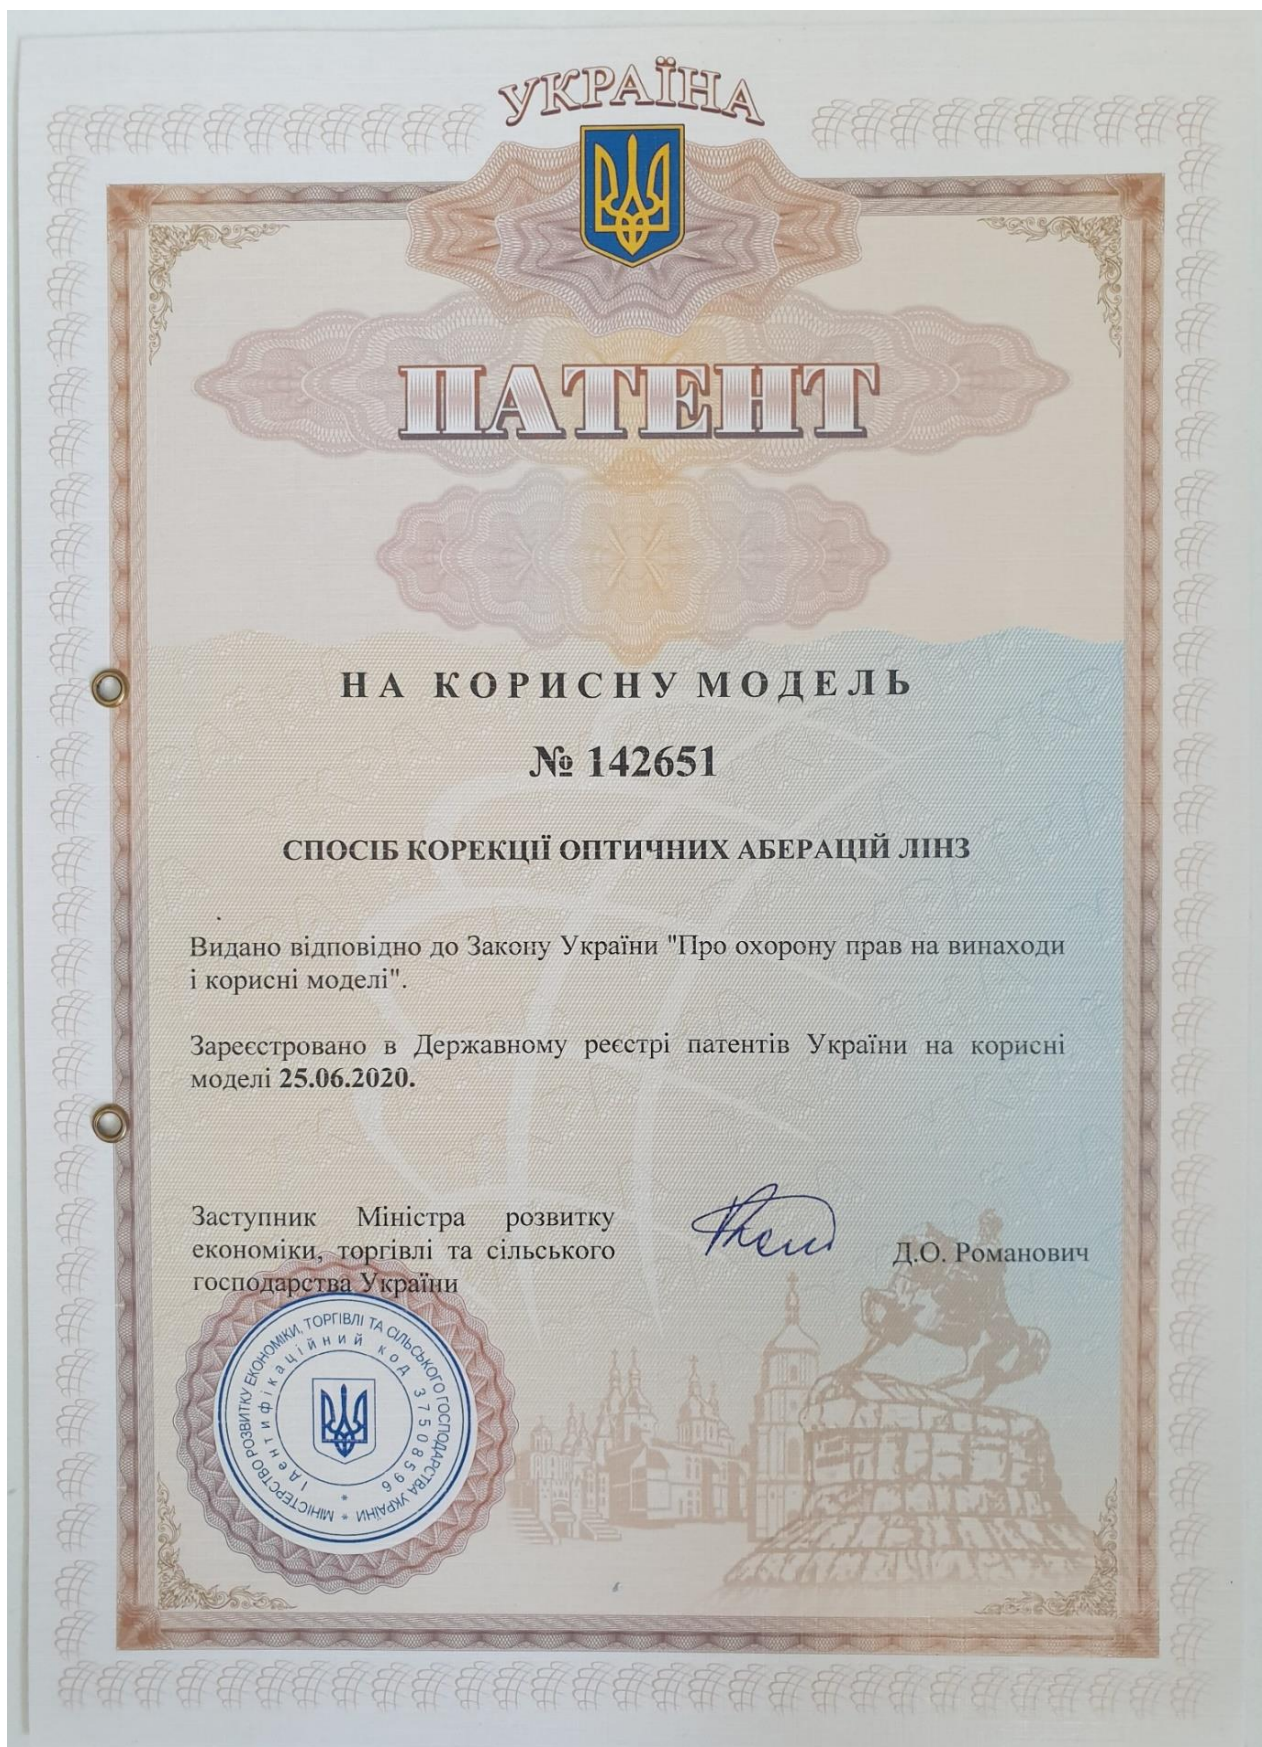 УКРАЇНА
ПАТЕНТ
НА КОРИСНУ МОДЕЛЬ
№ 142651
СПОСІБ КОРЕКЦІЇ ОПТИЧНИХ АБЕРАЦІЙ ЛІНЗ
Видано відповідно до Закону України "Про охорону прав на винаходи
і корисні моделі".
Зареєстровано в Державному реєстрі патентів України на корисні
моделі 25.06.2020.
Заступник Міністра розвитку
економіки, торгівлі та сільського
господарства України
Д.О. Романович
МІНІСТЕРСТВО РОЗВИТКУ ЕКОНОМІКИ, ТОРГІВЛІ ТА СІЛЬСЬКОГО ГОСПОДАРСТВА УКРАЇНИ *
Ідентифікаційний код 37508596 *